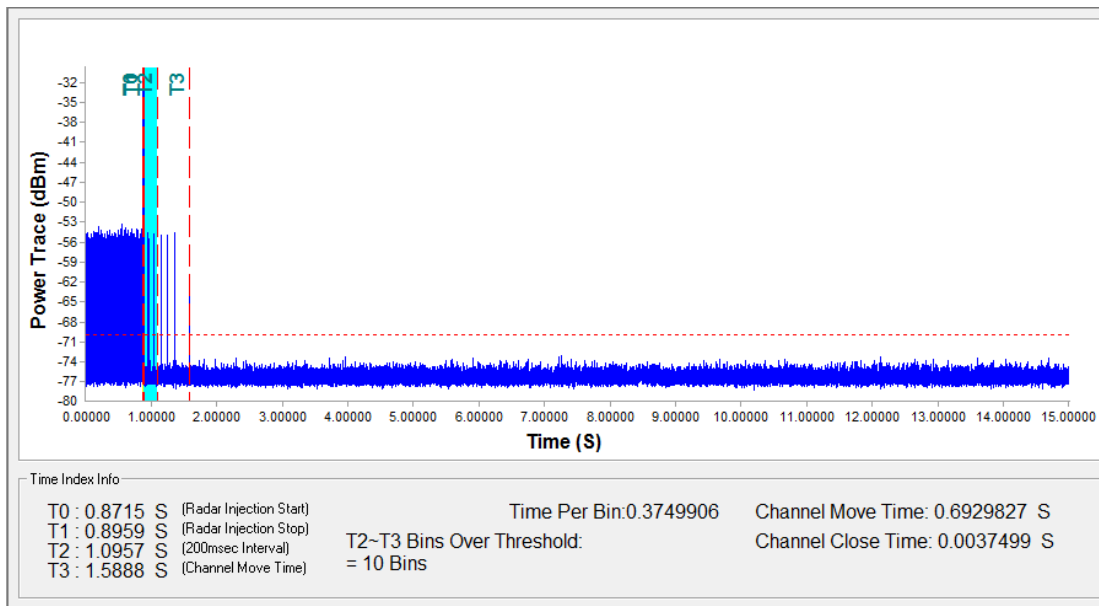 T0 T1 T2 T3
-32
-35
-38
-41
-44
-47
-50
-53
-56
-59
-62
-65
-68
-71
-74
-77
-80
Power Trace (dBm)
0.00000 1.00000 2.00000 3.00000 4.00000 5.00000 6.00000 7.00000 8.00000 9.00000 10.00000 11.00000 12.00000 13.00000 14.00000 15.00000
Time (S)
Time Index Info
T0 : 0.8715 S (Radar Injection Start)
T1 : 0.8959 S (Radar Injection Stop)
T2 : 1.0957 S (200msec Interval)
T3 : 1.5888 S (Channel Move Time)
Time Per Bin:0.3749906
T2~T3 Bins Over Threshold:
= 10 Bins
Channel Move Time: 0.6929827 S
Channel Close Time: 0.0037499 S